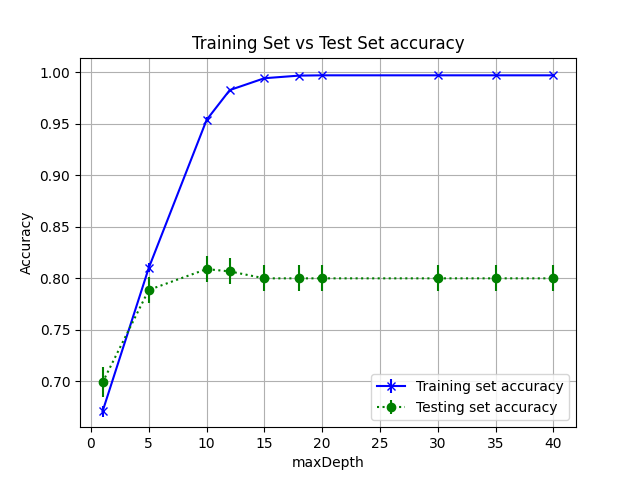 Training Set vs Test Set accuracy
1.00
0.95
0.90
0.85
0.80
0.75
0.70
Accuracy
Training set accuracy
Testing set accuracy
0 5 10 15 20 25 30 35 40
maxDepth